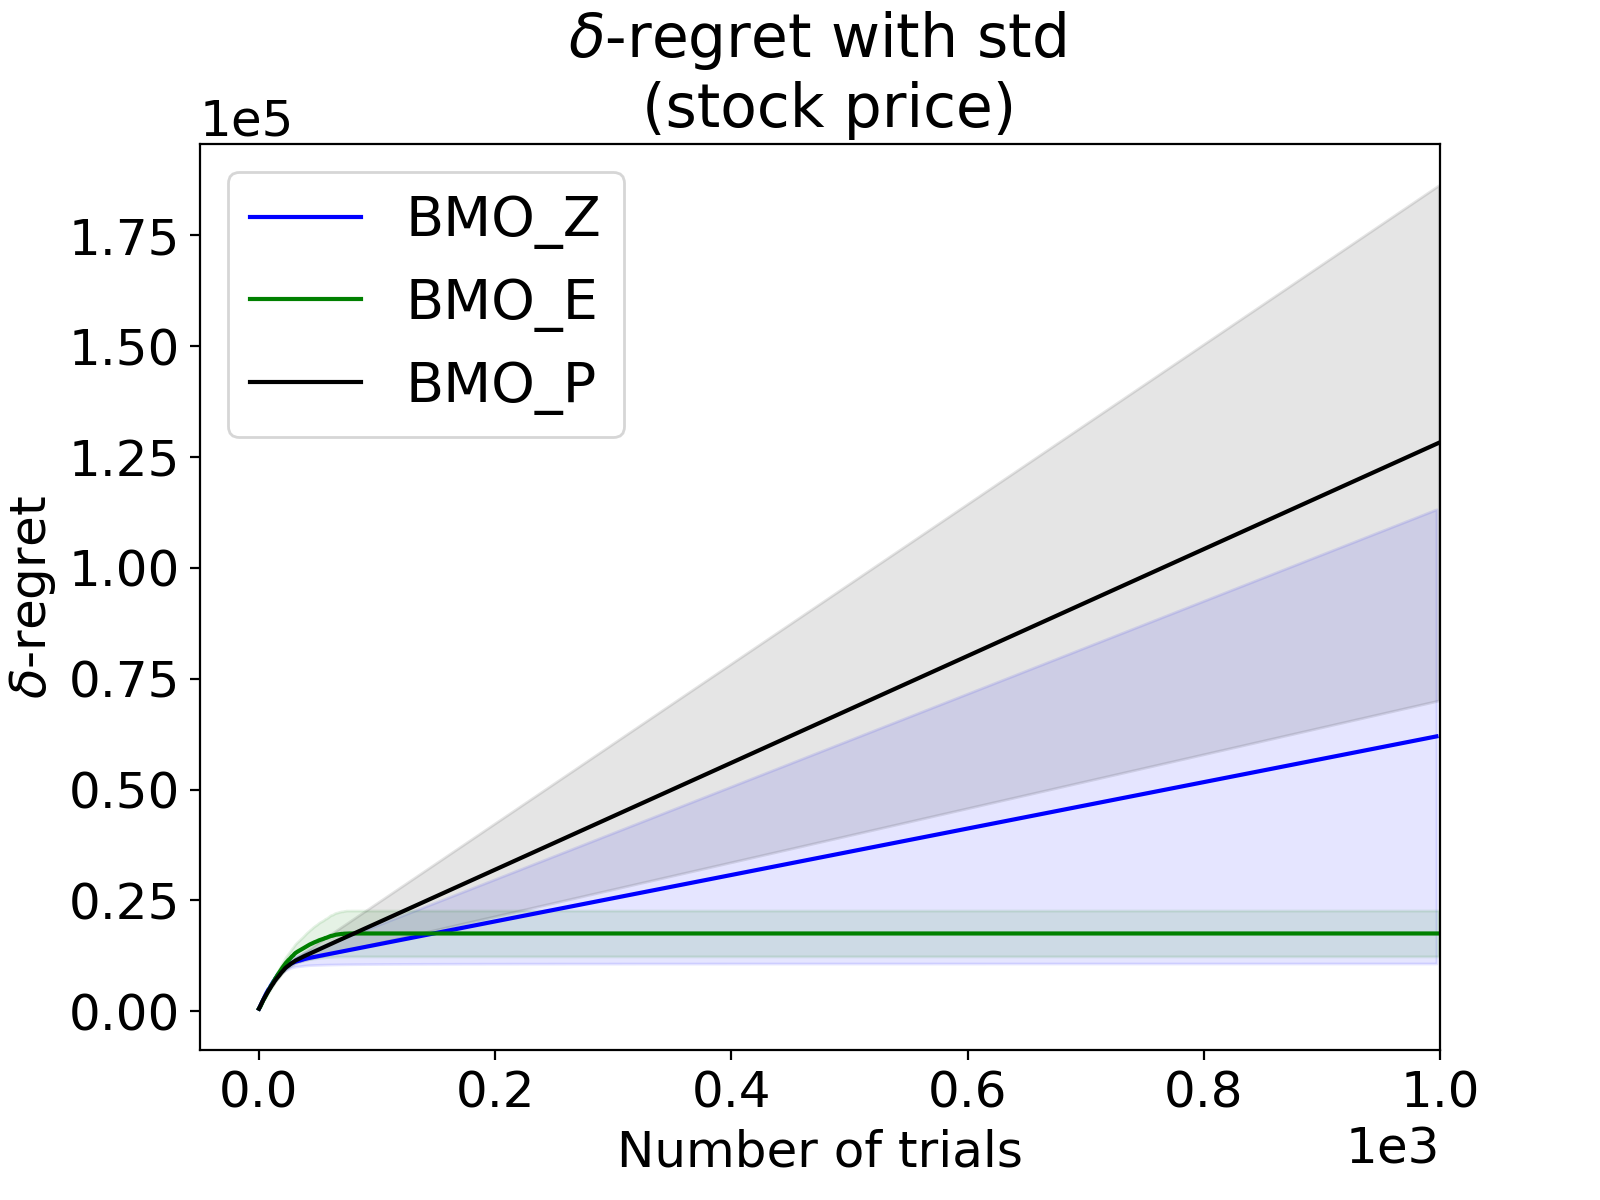 δ-regret with std
(stock price)
1e5
BMO_Z
BMO_E
BMO_P
1.75
1.50
1.25
1.00
0.75
0.50
0.25
0.00
δ-regret
0.0 0.2 0.4 0.6 0.8 1.0
Number of trials
1e3